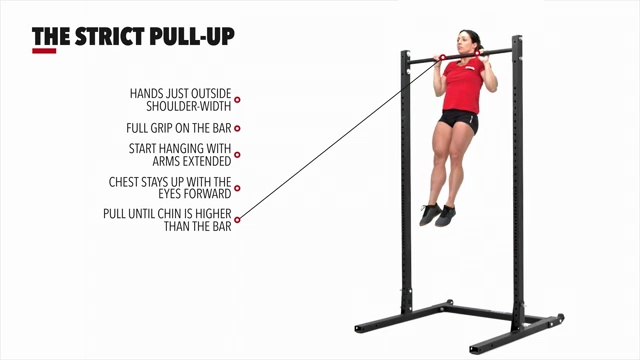 THE STRICT PULL-UP
HANDS JUST OUTSIDE
SHOULDER-WIDTH
FULL GRIP ON THE BAR
START HANGING WITH
ARMS EXTENDED
CHEST STAYS UP WITH THE
EYES FORWARD
PULL UNTIL CHIN IS HIGHER
THAN THE BAR